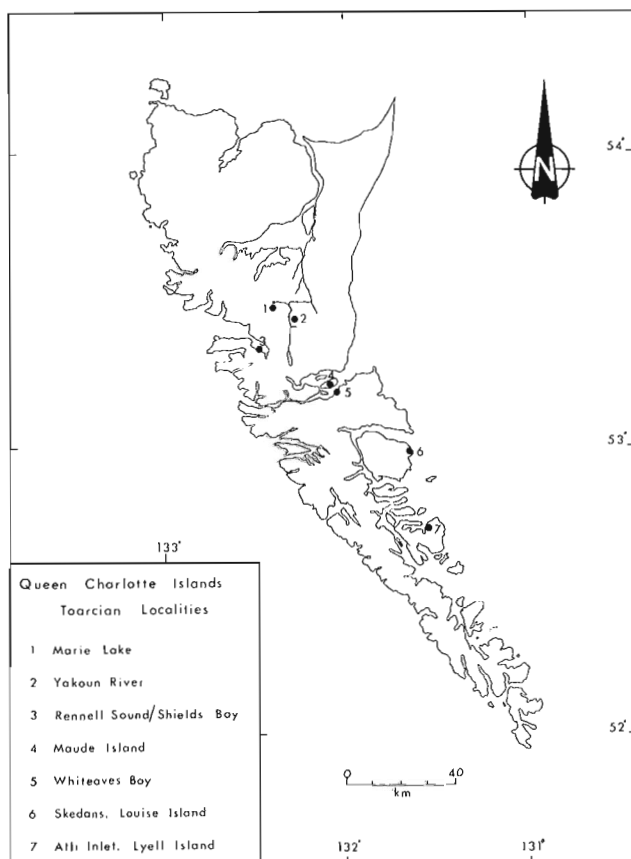 54°
N
1
2
4
5
53°
6
7
133
Queen Charlotte Islands
Toarcian Localities
1 Marie Lake
2 Yakoun River
3 Rennell Sound/Shields Bay
4 Maude Island
5 Whiteaves Bay
6 Skedans, Louise Island
7 Atli Inlet, Lyell Island
52°
0 40
km
132°
131°